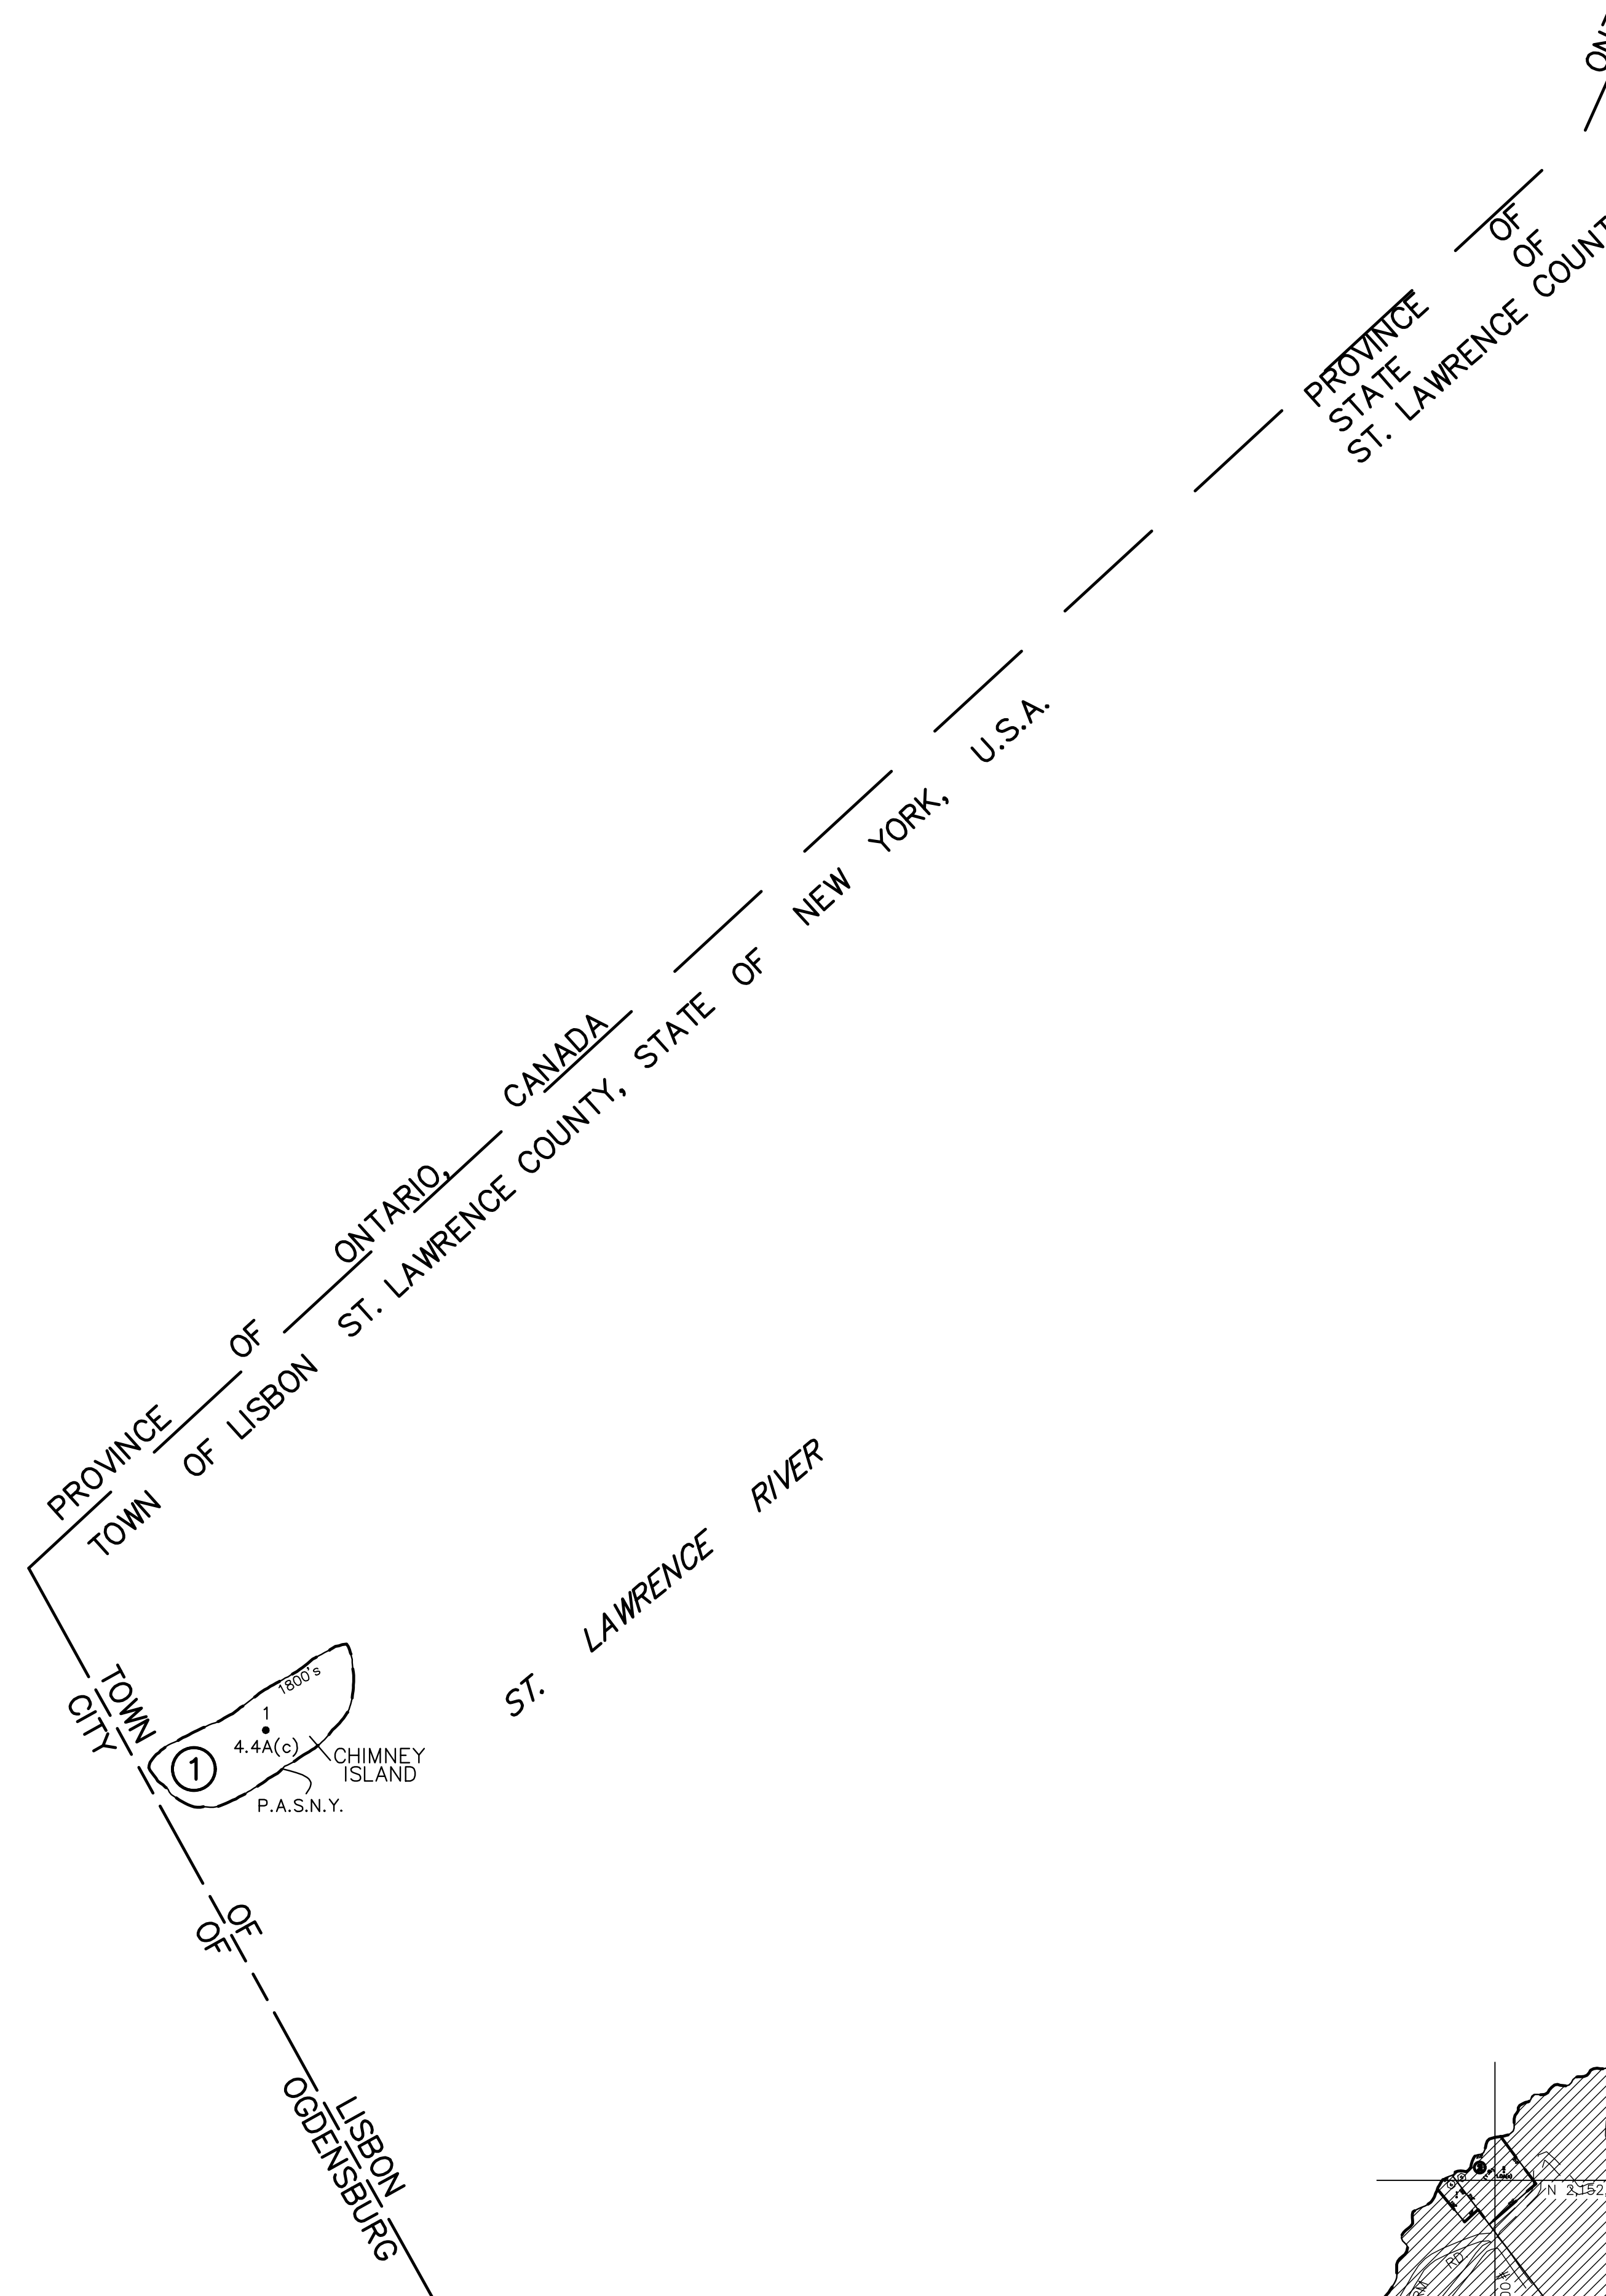 PROVINCE OF
STATE OF
ST. LAWRENCE
PROVINCE OF ONTARIO, CANADA
TOWN OF LISBON ST. LAWRENCE COUNTY, STATE OF NEW YORK, U.S.A.
ST. LAWRENCE RIVER
1800's
1
4.4A(c)
1
CHIMNEY
ISLAND
P.A.S.N.Y.
TOWN OF LISBON
CITY OF OGDENSBURG
RD